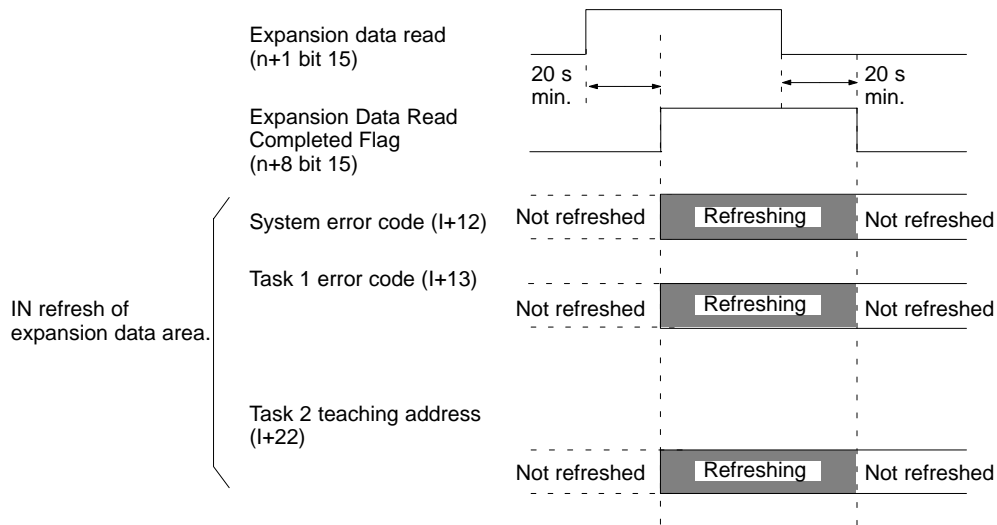 Expansion data read
(n+1 bit 15)
20 s
min.
20 s
min.
Expansion Data Read
Completed Flag
(n+8 bit 15)
System error code (I+12)
Not refreshed
Refreshing
Not refreshed
Task 1 error code (I+13)
Not refreshed
Refreshing
Not refreshed
IN refresh of
expansion data area.
Task 2 teaching address
(I+22)
Not refreshed
Refreshing
Not refreshed